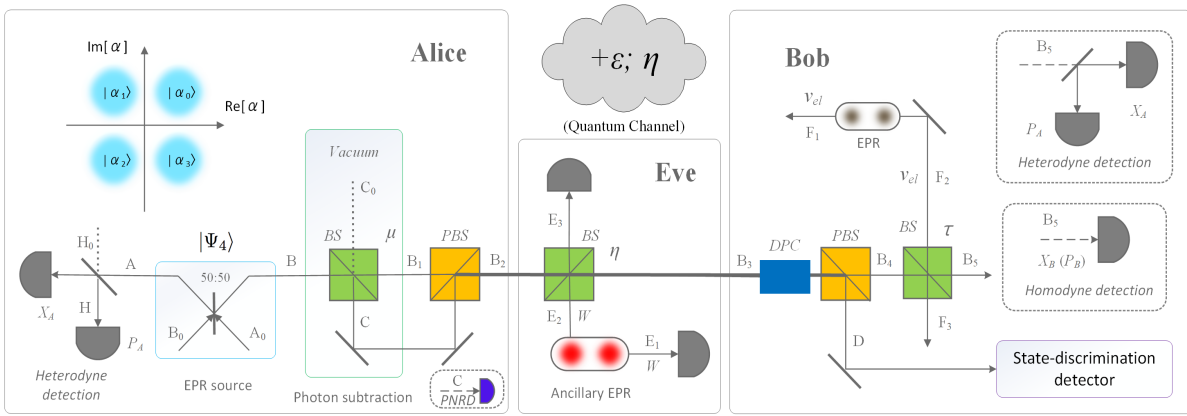 Im[α]
Alice
|α₁⟩
|α₀⟩
Re[α]
|α₂⟩
|α₃⟩
Vacuum
C₀
|Ψ₄⟩
H₀
A
50:50
B
BS
μ
PBS
B₁
B₂
X_A
H
P_A
B₀
A₀
C
Heterodyne
detection
EPR source
Photon subtraction
C
PNRD
+ε; η
(Quantum Channel)
Eve
E₃
BS
η
E₂
W
E₁
W
Ancillary EPR
Bob
v_el
F₁
EPR
v_el
F₂
B₃
DPC
PBS
B₄
BS
τ
B₅
F₃
D
B₅
X_A
P_A
Heterodyne detection
B₅
X_B (P_B)
Homodyne detection
State-discrimination
detector